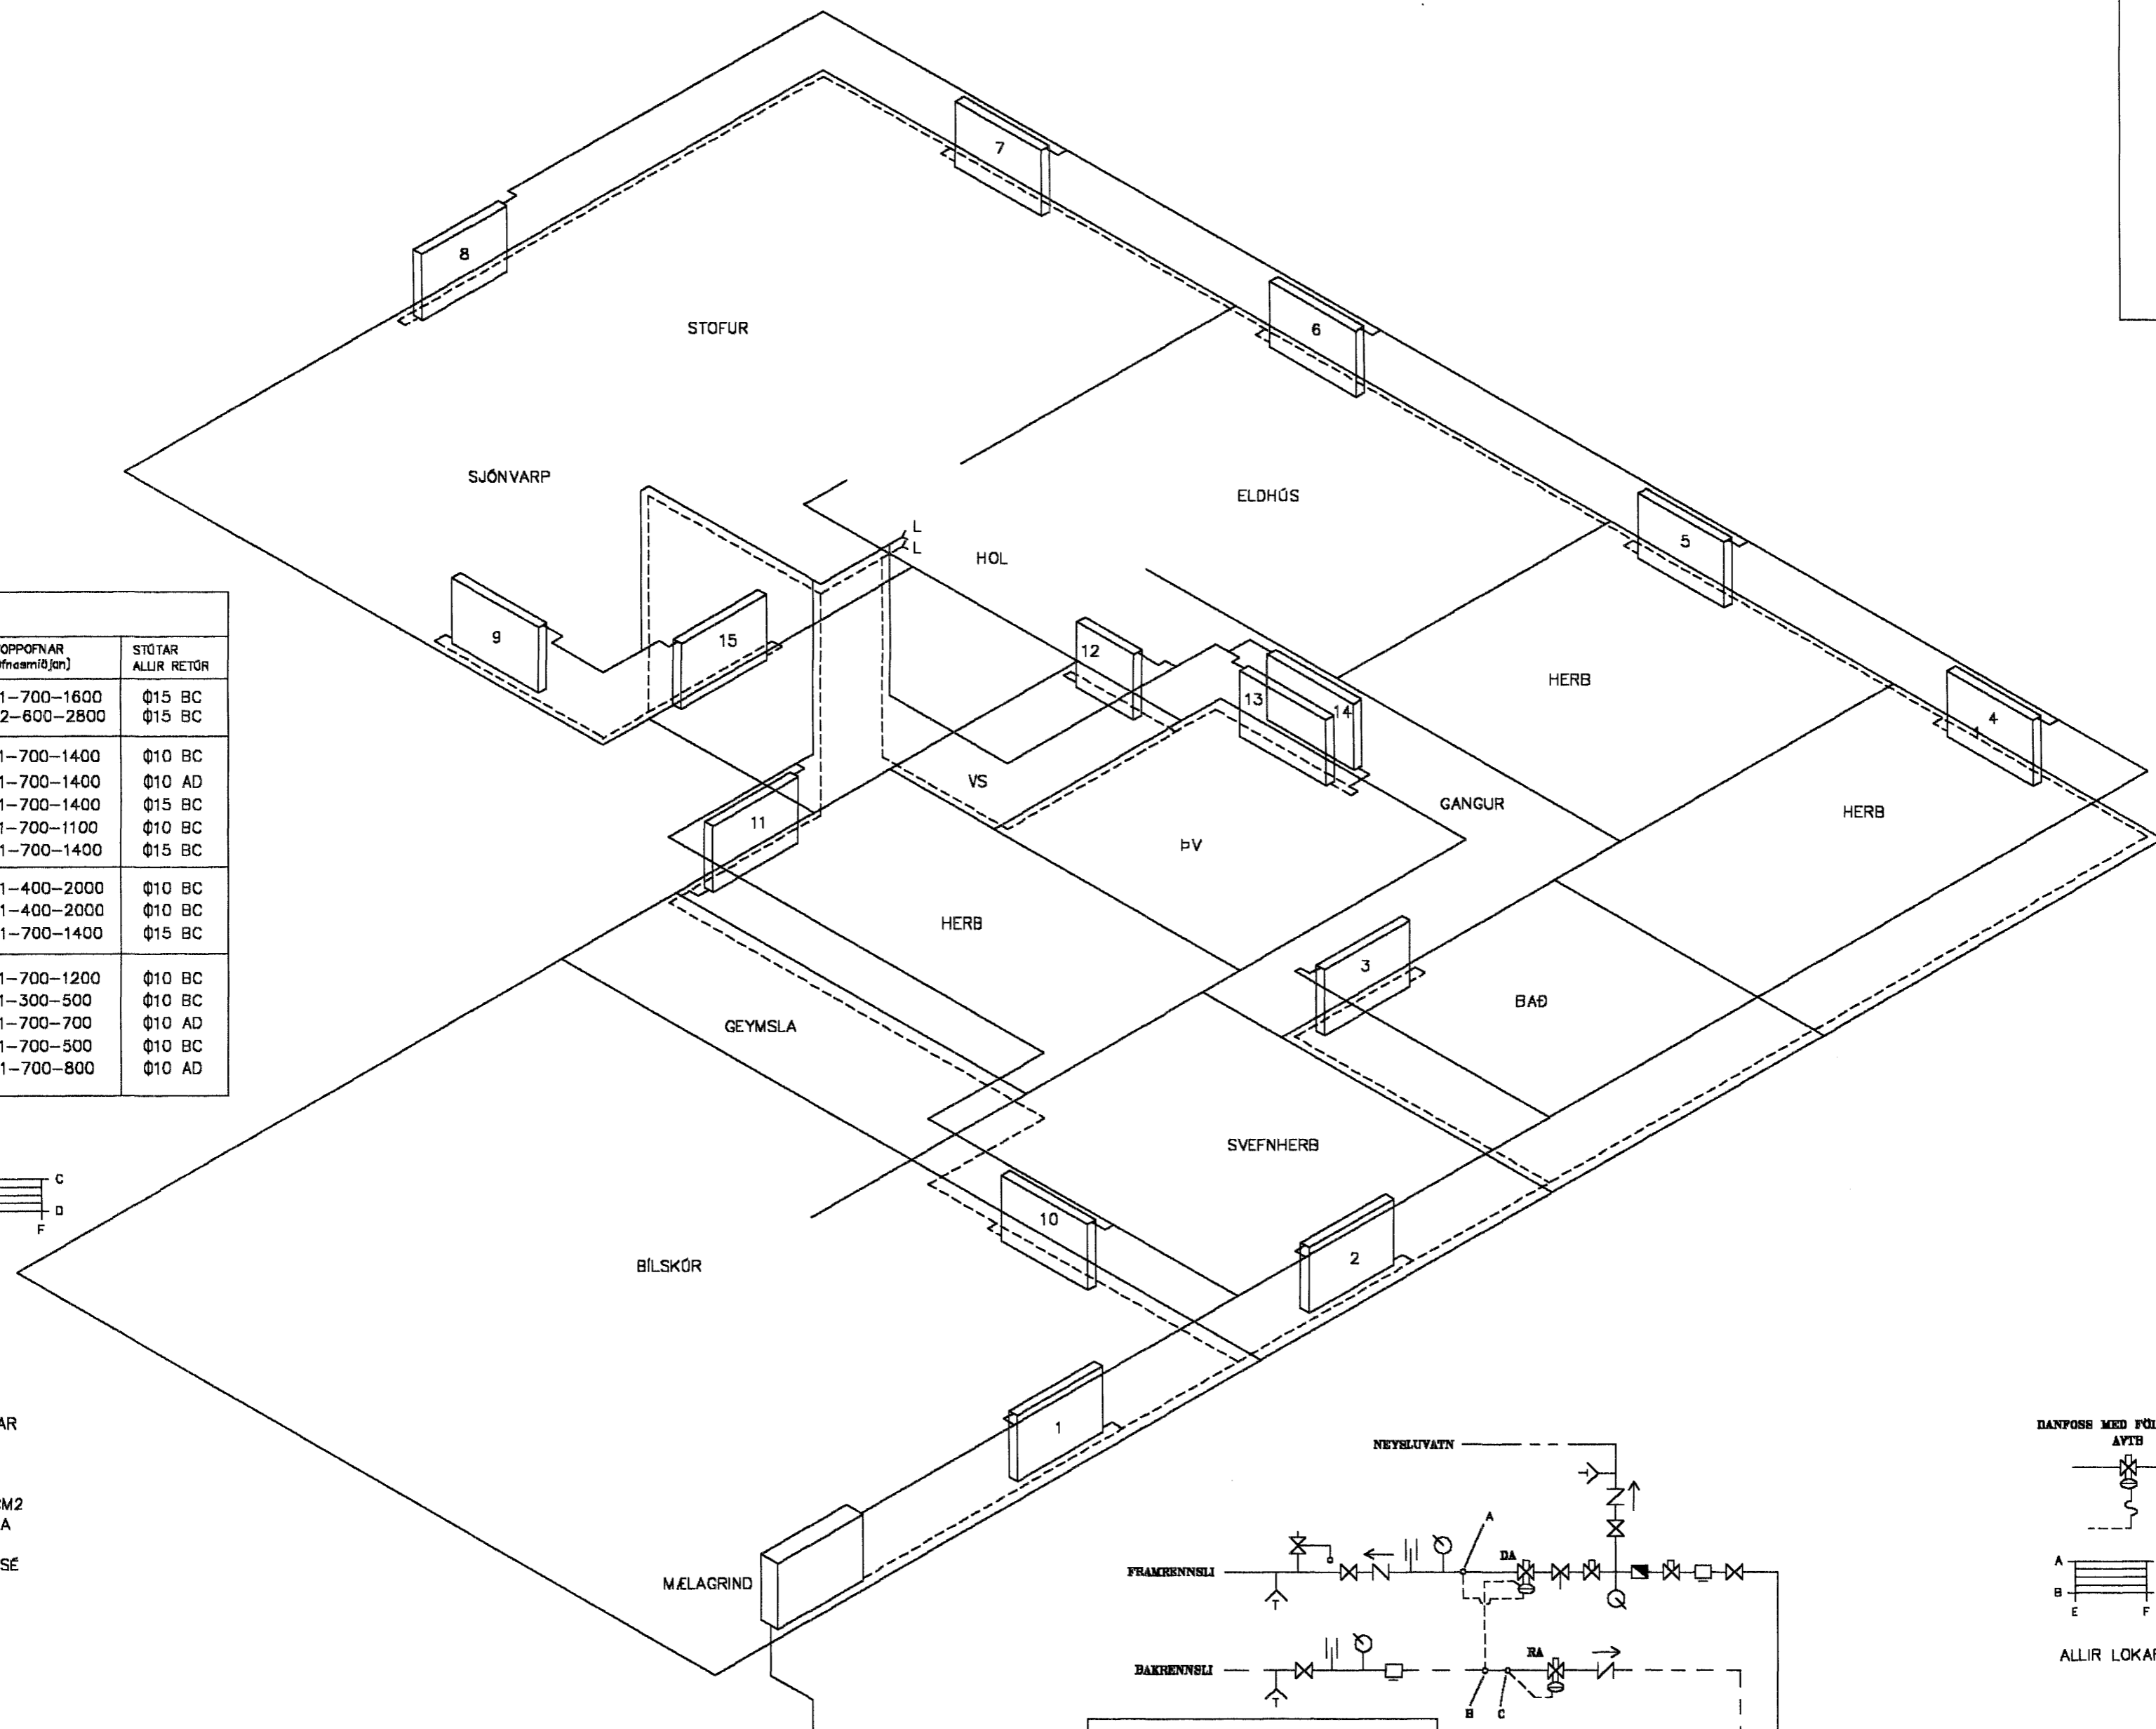 7
8
STOFUR
6
SJÓNVARP
ELDHÚS
L
L
HOL
5
9
15
12
HERB
13
14
4
4
VS
GANGUR
HERB
11
ÞV
HERB
3
BAÐ
GEYMSLA
SVEFNHERB
10
2
BÍLSKÚR
1
MÆLAGRIND
STÚTAR
ALLIR RETÚR
1-700-1600 Φ15 BC
2-600-2800 Φ15 BC
1-700-1400 Φ10 BC
1-700-1400 Φ10 AD
1-700-1400 Φ15 BC
1-700-1100 Φ10 BC
1-700-1400 Φ15 BC
1-400-2000 Φ10 BC
1-400-2000 Φ10 BC
1-700-1400 Φ15 BC
1-700-1200 Φ10 BC
1-300-500 Φ10 BC
1-700-700 Φ10 AD
1-700-500 Φ10 BC
1-700-800 Φ10 AD
C
D
F
AR
CM2
A
SÉ
NEYSLUVATN
A
DA
FRAMRENNSLI
T
BAKRENNSLI
RA
T
B C
DANFOSS MED
AVTB
A
B
E F
ALLIR LOKAR